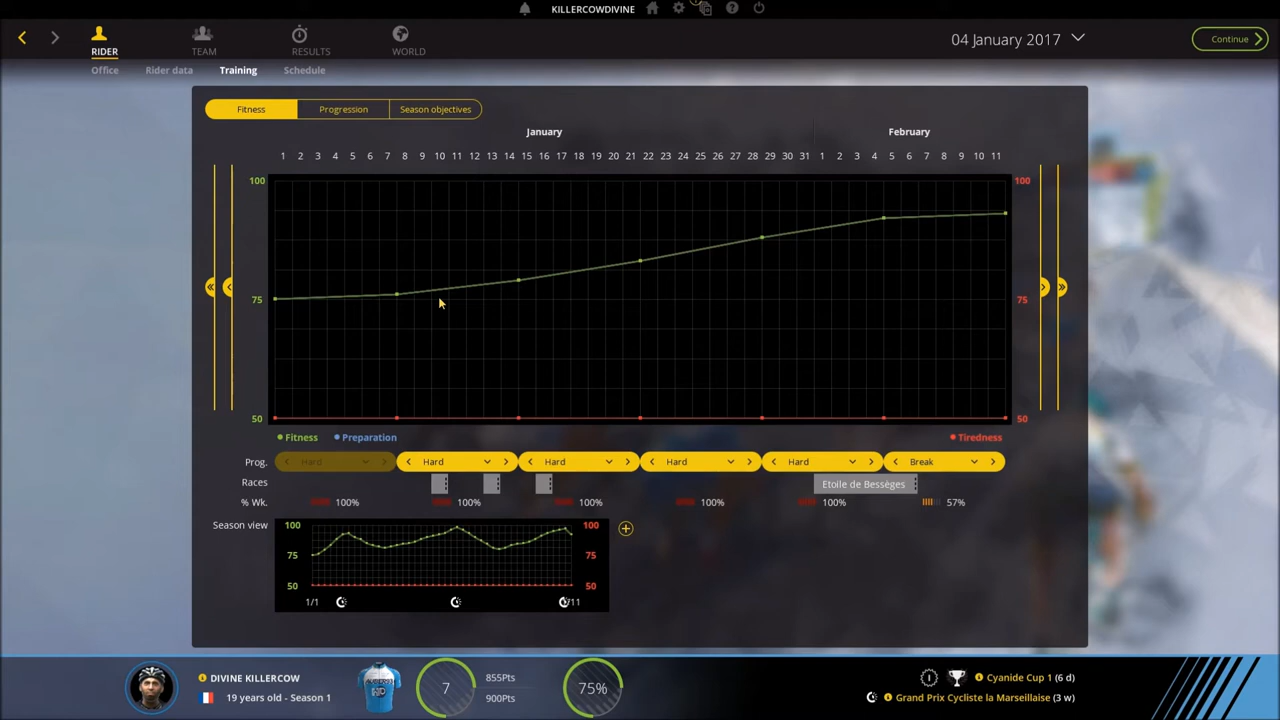 KILLERCOWDIVINE
RIDER TEAM RESULTS WORLD
04 January 2017
Continue
Office Rider data Training Schedule
Fitness Progression Season objectives
January February
1 2 3 4 5 6 7 8 9 10 11 12 13 14 15 16 17 18 19 20 21 22 23 24 25 26 27 28 29 30 31 1 2 3 4 5 6 7 8 9 10 11
100 100
75 75
50 50
Fitness Preparation Tiredness
Prog. Hard Hard Hard Hard Hard Break
Races Etoile de Bessèges
% Wk. 100% 100% 100% 100% 100% 57%
Season view 100 100
75 75
50 50
1/1 /11
DIVINE KILLERCOW
19 years old - Season 1
7
855Pts
900Pts
75%
Cyanide Cup 1 (6 d)
Grand Prix Cycliste la Marseillaise (3 w)